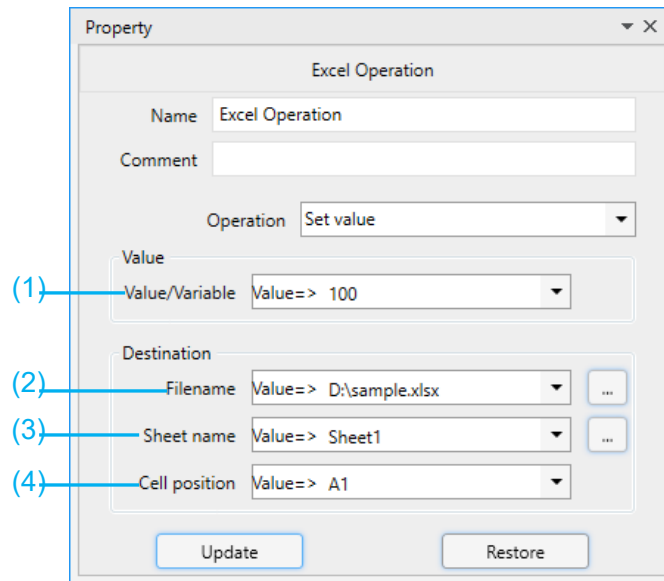 Property
Excel Operation
Name Excel Operation
Comment
Operation Set value
Value
(1) Value/Variable Value=> 100
Destination
(2) Filename Value=> D:\sample.xlsx ...
(3) Sheet name Value=> Sheet1 ...
(4) Cell position Value=> A1
Update Restore